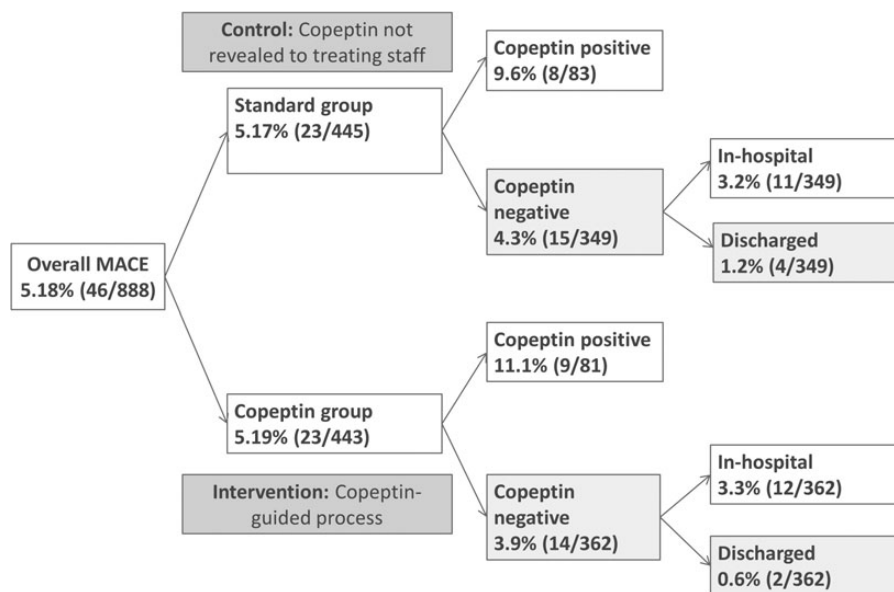 Control: Copeptin not
revealed to treating staff
Copeptin positive
9.6% (8/83)
Standard group
5.17% (23/445)
In-hospital
3.2% (11/349)
Copeptin
negative
4.3% (15/349)
Discharged
1.2% (4/349)
Overall MACE
5.18% (46/888)
Copeptin positive
11.1% (9/81)
Copeptin group
5.19% (23/443)
In-hospital
3.3% (12/362)
Intervention: Copeptin-
guided process
Copeptin
negative
3.9% (14/362)
Discharged
0.6% (2/362)